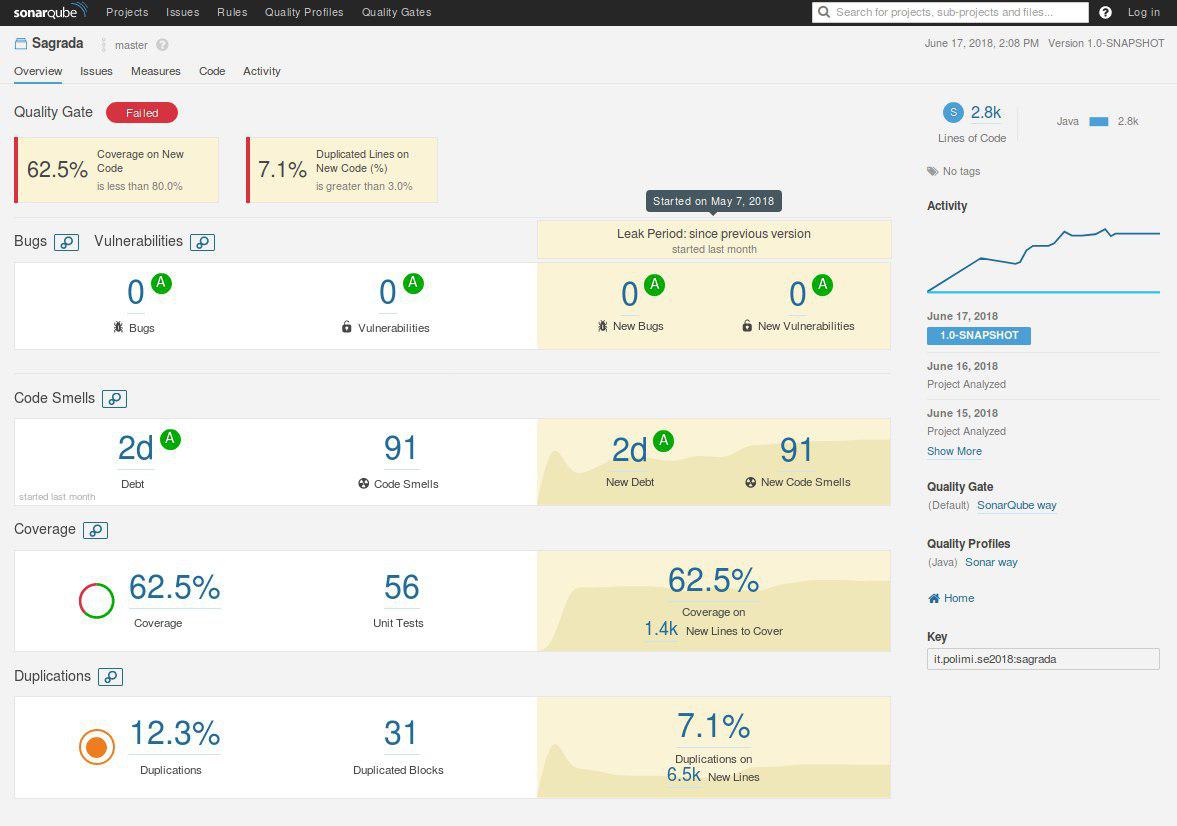 sonarqube Projects Issues Rules Quality Profiles Quality Gates Search for projects, sub-projects and files... ? Log in
Sagrada master ? June 17, 2018, 2:08 PM Version 1.0-SNAPSHOT
Overview Issues Measures Code Activity
Quality Gate Failed
62.5% Coverage on New
Code
is less than 80.0%
7.1% Duplicated Lines on
New Code (%)
is greater than 3.0%
Started on May 7, 2018
Bugs Vulnerabilities
Leak Period: since previous version
started last month
0 A
Bugs
0 A
Vulnerabilities
0 A
New Bugs
0 A
New Vulnerabilities
Code Smells
2d A
Debt
started last month
91
Code Smells
2d A
New Debt
91
New Code Smells
Coverage
62.5%
Coverage
56
Unit Tests
62.5%
Coverage on
1.4k New Lines to Cover
Duplications
12.3%
Duplications
31
Duplicated Blocks
7.1%
Duplications on
6.5k New Lines
S 2.8k
Lines of Code
Java 2.8k
No tags
Activity
June 17, 2018
1.0-SNAPSHOT
June 16, 2018
Project Analyzed
June 15, 2018
Project Analyzed
Show More
Quality Gate
(Default) SonarQube way
Quality Profiles
(Java) Sonar way
Home
Key
it.polimi.se2018:sagrada